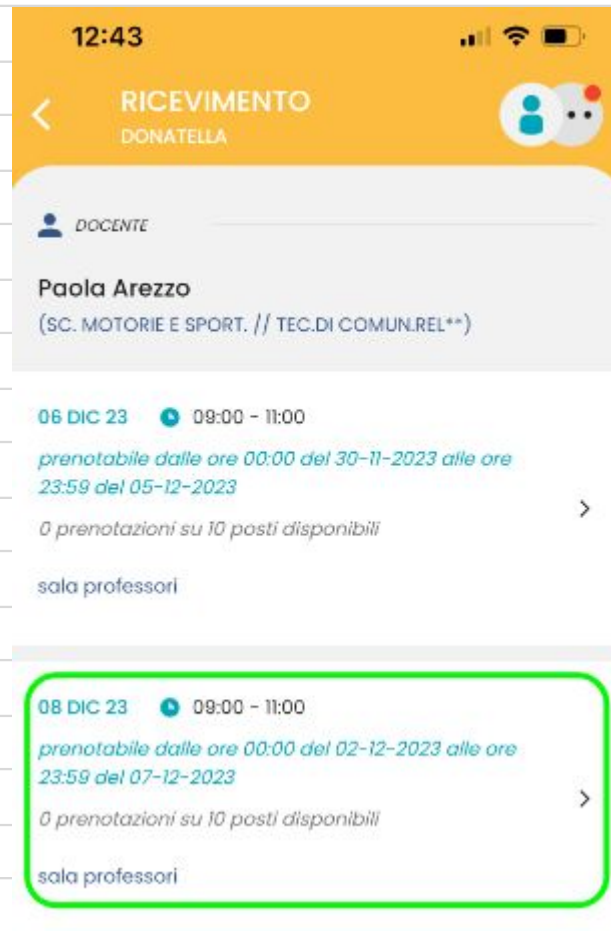 12:43
RICEVIMENTO
DONATELLA
DOCENTE
Paola Arezzo
(SC. MOTORIE E SPORT. // TEC.DI COMUN.REL**)
06 DIC 23 09:00 - 11:00
prenotabile dalle ore 00:00 del 30-11-2023 alle ore
23:59 del 05-12-2023
0 prenotazioni su 10 posti disponibili
sala professori
08 DIC 23 09:00 - 11:00
prenotabile dalle ore 00:00 del 02-12-2023 alle ore
23:59 del 07-12-2023
0 prenotazioni su 10 posti disponibili
sala professori